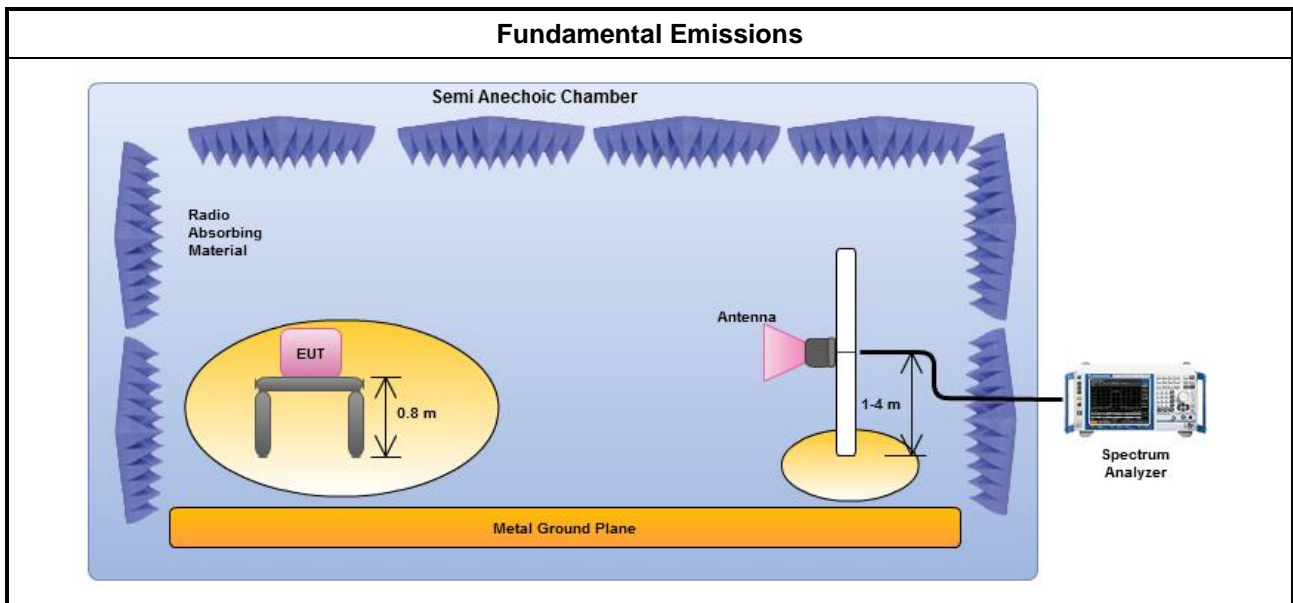 Fundamental Emissions
Semi Anechoic Chamber
Radio
Absorbing
Material
Antenna
EUT
0.8 m
1-4 m
Spectrum
Analyzer
Metal Ground Plane